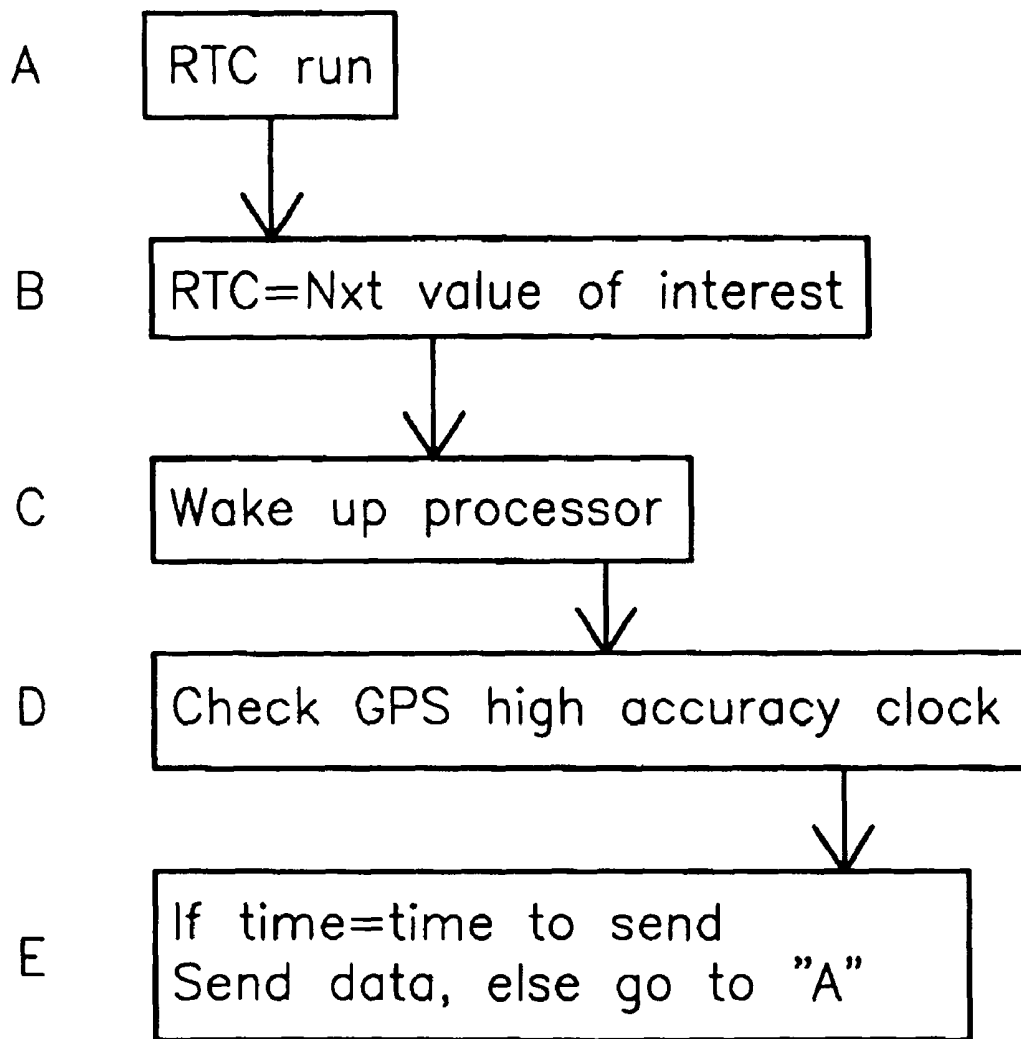 A
RTC run
B
RTC=Nxt value of interest
C
Wake up processor
D
Check GPS high accuracy clock
E
If time=time to send
Send data, else go to "A"